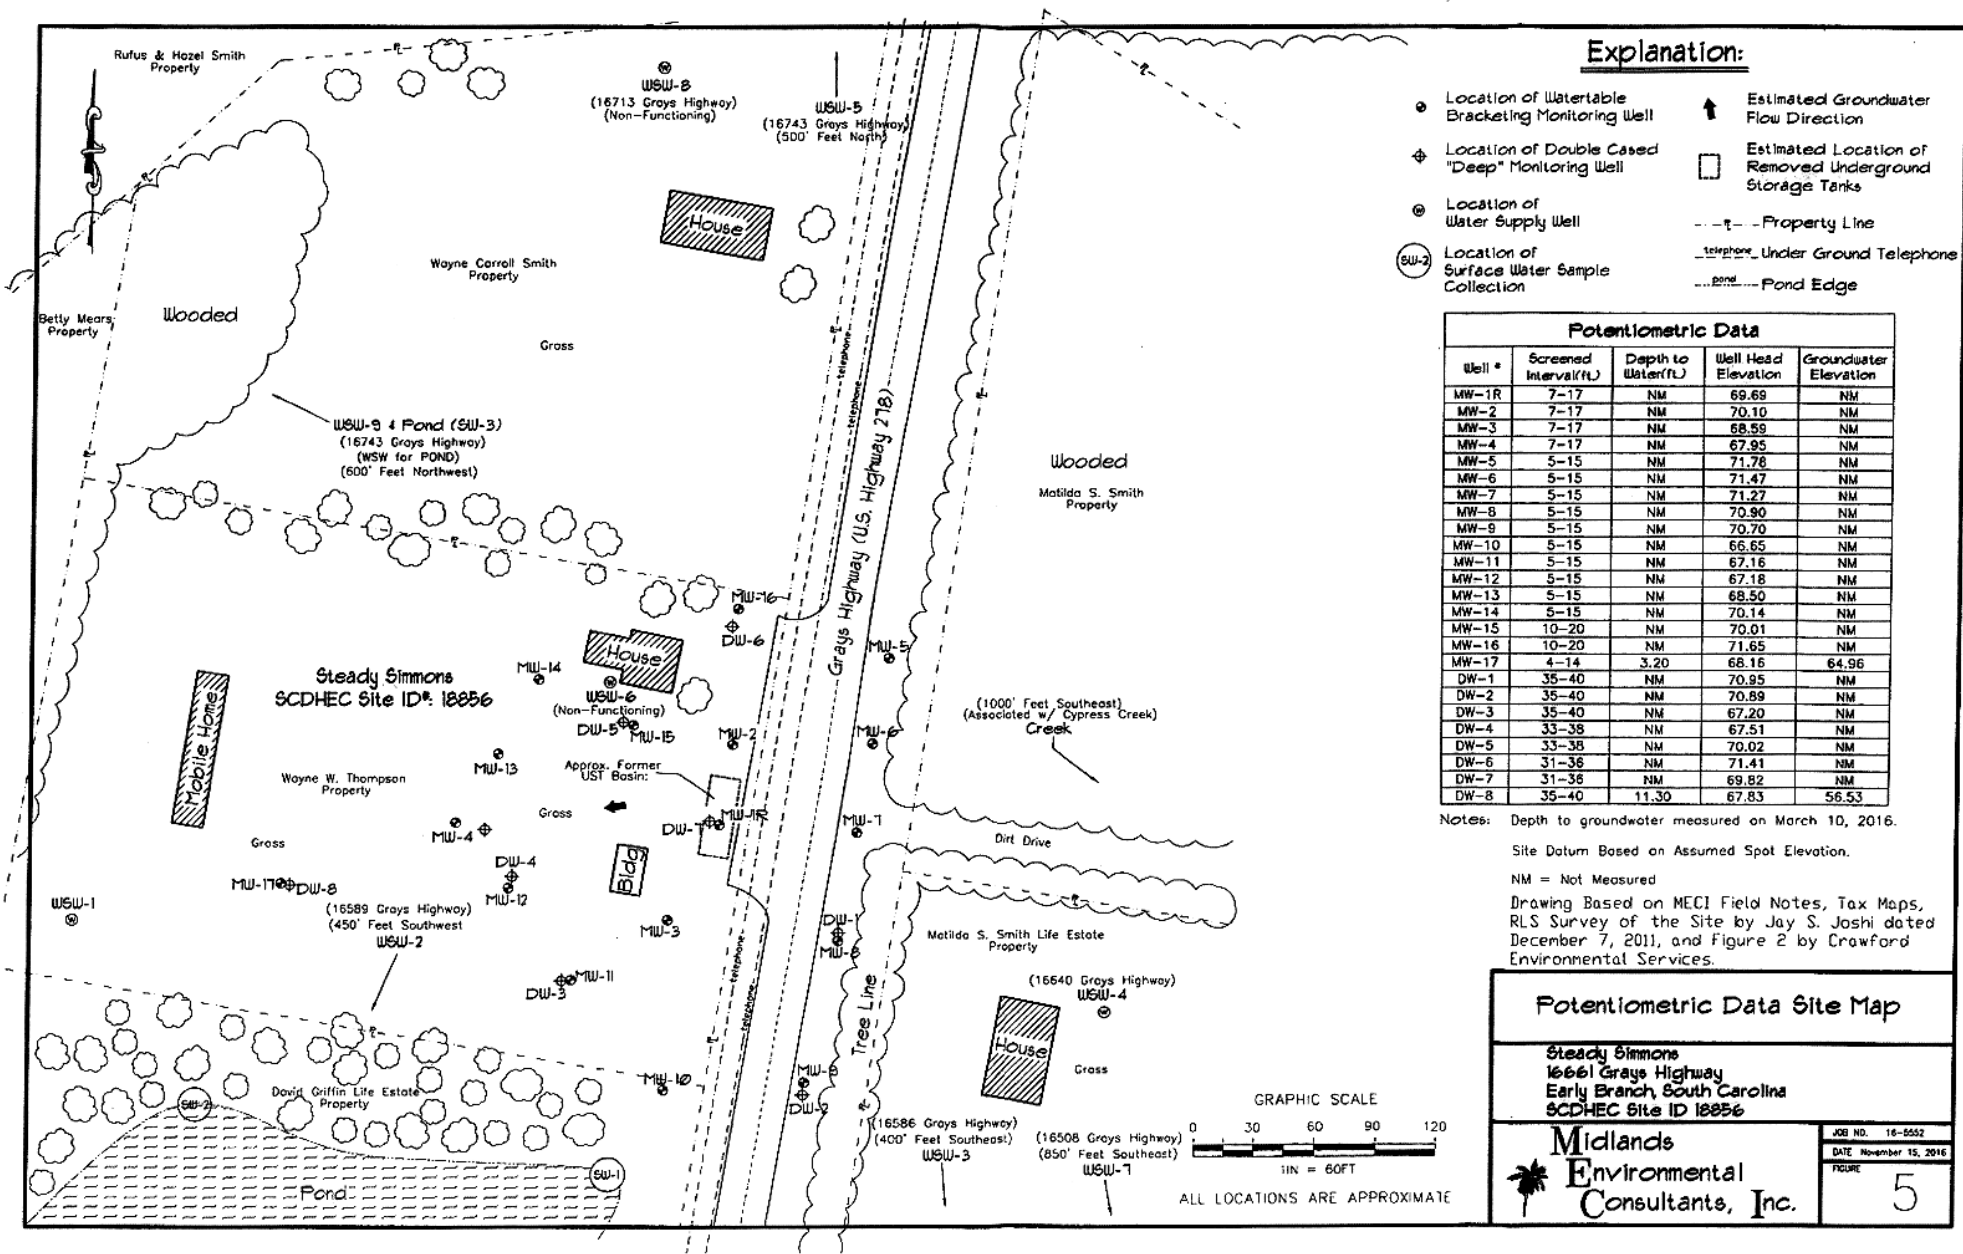 Rufus & Hazel Smith
Property
WSW-8
(16713 Grays Highway)
(Non-Functioning)
WSW-5
(16743 Grays Highway)
(500' Feet North)
House
Wayne Carroll Smith
Property
Wooded
Betty Mears
Property
Grass
WSW-9 & Pond (SW-3)
(16743 Grays Highway)
(WSW for POND)
(600' Feet Northwest)
telephone
telephone
Grays Highway (U.S. Highway 278)
Wooded
Matilda S. Smith
Property
MW-16
DW-6
House
MW-14
MW-5
Steady Simmons
SCDHEC Site ID#: 18856
WSW-6
(Non-Functioning)
DW-5
MW-15
MW-2
MW-6
(1000' Feet Southeast)
(Associated w/ Cypress Creek)
Creek
Mobile Home
MW-13
Approx. Former
UST Basin:
Wayne W. Thompson
Property
Grass
DW-7
MW-1R
MW-7
MW-4
Grass
Dirt Drive
DW-4
MW-12
Bldg
MW-17
DW-8
WSW-1
(16589 Grays Highway)
(450' Feet Southwest
WSW-2
MW-3
DW-1
MW-8
Matilda S. Smith Life Estate
Property
DW-3
MW-11
telephone
telephone
Tree Line
(16640 Grays Highway)
WSW-4
House
Grass
MW-10
MW-9
DW-2
David Griffin Life Estate
Property
SW-2
SW-1
Pond
(16586 Grays Highway)
(400' Feet Southeast)
WSW-3
(16508 Grays Highway)
(850' Feet Southeast)
WSW-7
GRAPHIC SCALE
0 30 60 90 120
1IN = 60FT
ALL LOCATIONS ARE APPROXIMATE
Explanation:
Location of Watertable
Bracketing Monitoring Well
Location of Double Cased
"Deep" Monitoring Well
Location of
Water Supply Well
SW-2
Location of
Surface Water Sample
Collection
Estimated Groundwater
Flow Direction
Estimated Location of
Removed Underground
Storage Tanks
Property Line
telephone Under Ground Telephone
pond Pond Edge
Potentiometric Data
Well # Screened Interval(ft.) Depth to Water(ft.) Well Head Elevation Groundwater Elevation
MW-1R 7-17 NM 69.69 NM
MW-2 7-17 NM 70.10 NM
MW-3 7-17 NM 68.59 NM
MW-4 7-17 NM 67.95 NM
MW-5 5-15 NM 71.78 NM
MW-6 5-15 NM 71.47 NM
MW-7 5-15 NM 71.27 NM
MW-8 5-15 NM 70.90 NM
MW-9 5-15 NM 70.70 NM
MW-10 5-15 NM 66.65 NM
MW-11 5-15 NM 67.16 NM
MW-12 5-15 NM 67.18 NM
MW-13 5-15 NM 68.50 NM
MW-14 5-15 NM 70.14 NM
MW-15 10-20 NM 70.01 NM
MW-16 10-20 NM 71.65 NM
MW-17 4-14 3.20 68.16 64.96
DW-1 35-40 NM 70.95 NM
DW-2 35-40 NM 70.89 NM
DW-3 35-40 NM 67.20 NM
DW-4 33-38 NM 67.51 NM
DW-5 33-38 NM 70.02 NM
DW-6 31-36 NM 71.41 NM
DW-7 31-36 NM 69.82 NM
DW-8 35-40 11.30 67.83 56.53
Notes: Depth to groundwater measured on March 10, 2016.
Site Datum Based on Assumed Spot Elevation.
NM = Not Measured
Drawing Based on MECI Field Notes, Tax Maps,
RLS Survey of the Site by Jay S. Joshi dated
December 7, 2011, and Figure 2 by Crawford
Environmental Services.
Potentiometric Data Site Map
Steady Simmons
16661 Grays Highway
Early Branch, South Carolina
SCDHEC Site ID 18856
Midlands
Environmental
Consultants, Inc.
JOB NO. 16-5552
DATE November 15, 2016
FIGURE
5